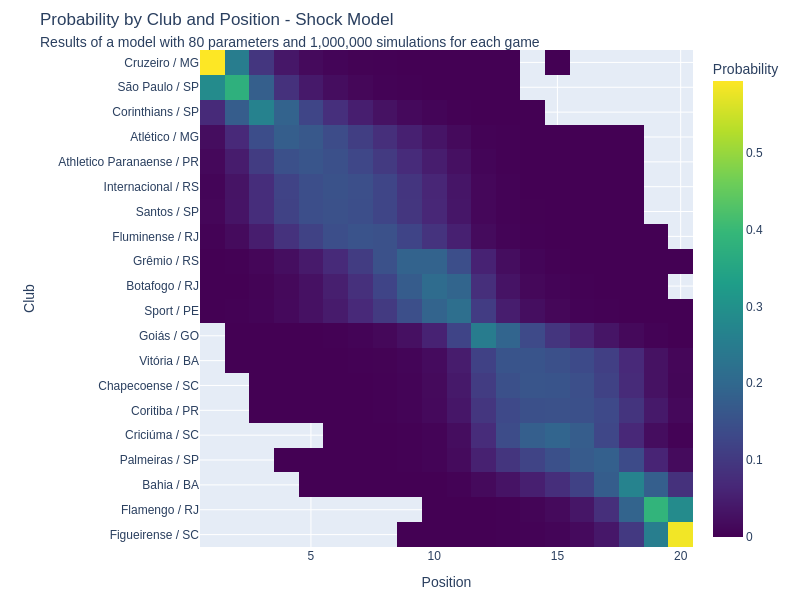 Probability by Club and Position - Shock Model
Results of a model with 80 parameters and 1,000,000 simulations for each game
Probability
Cruzeiro / MG
São Paulo / SP
Corinthians / SP
Atlético / MG
Athletico Paranaense / PR
Internacional / RS
Santos / SP
Fluminense / RJ
Grêmio / RS
Botafogo / RJ
Sport / PE
Goiás / GO
Vitória / BA
Chapecoense / SC
Coritiba / PR
Criciúma / SC
Palmeiras / SP
Bahia / BA
Flamengo / RJ
Figueirense / SC
Club
5
10
15
20
Position
0.5
0.4
0.3
0.2
0.1
0